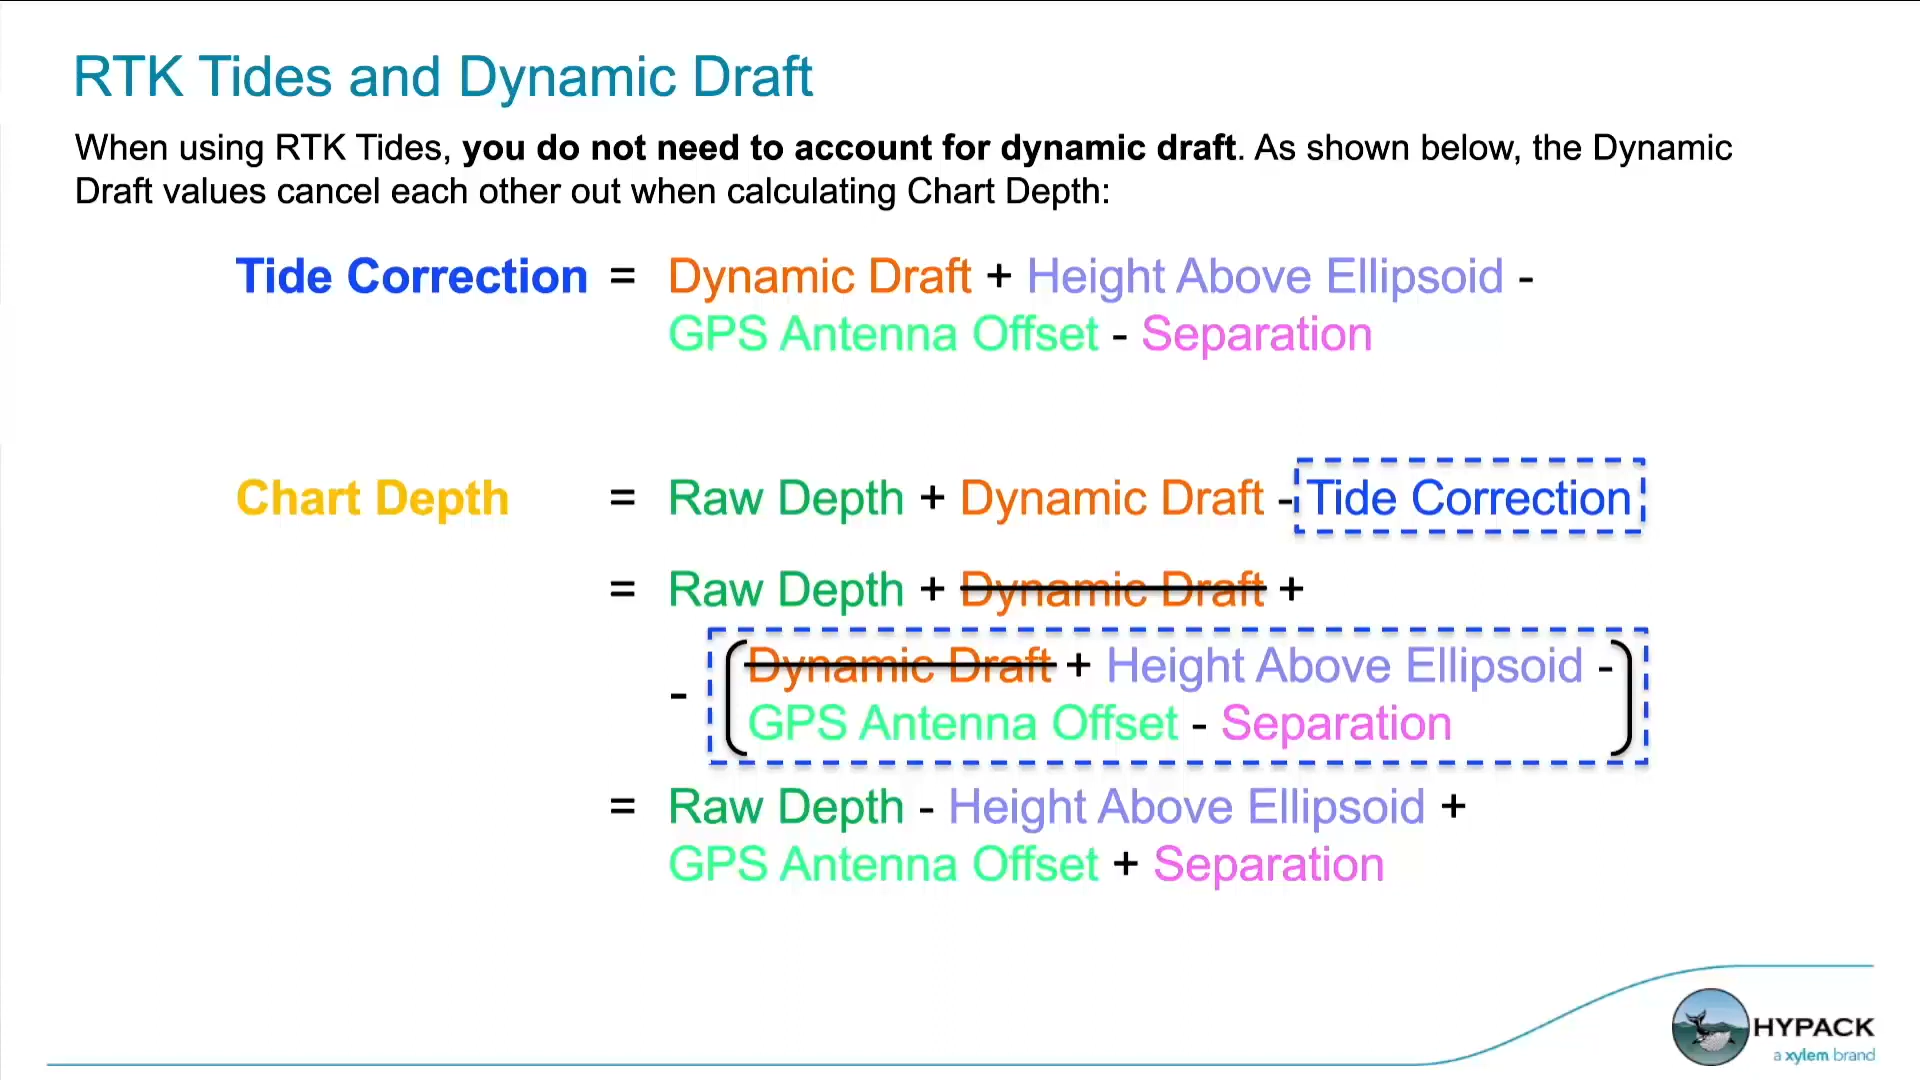 RTK Tides and Dynamic Draft
When using RTK Tides, you do not need to account for dynamic draft. As shown below, the Dynamic
Draft values cancel each other out when calculating Chart Depth:
Tide Correction = Dynamic Draft + Height Above Ellipsoid -
GPS Antenna Offset - Separation
Chart Depth = Raw Depth + Dynamic Draft - Tide Correction
= Raw Depth + Dynamic Draft +
- (Dynamic Draft + Height Above Ellipsoid -
GPS Antenna Offset - Separation)
= Raw Depth - Height Above Ellipsoid +
GPS Antenna Offset + Separation
HYPACK
a xylem brand